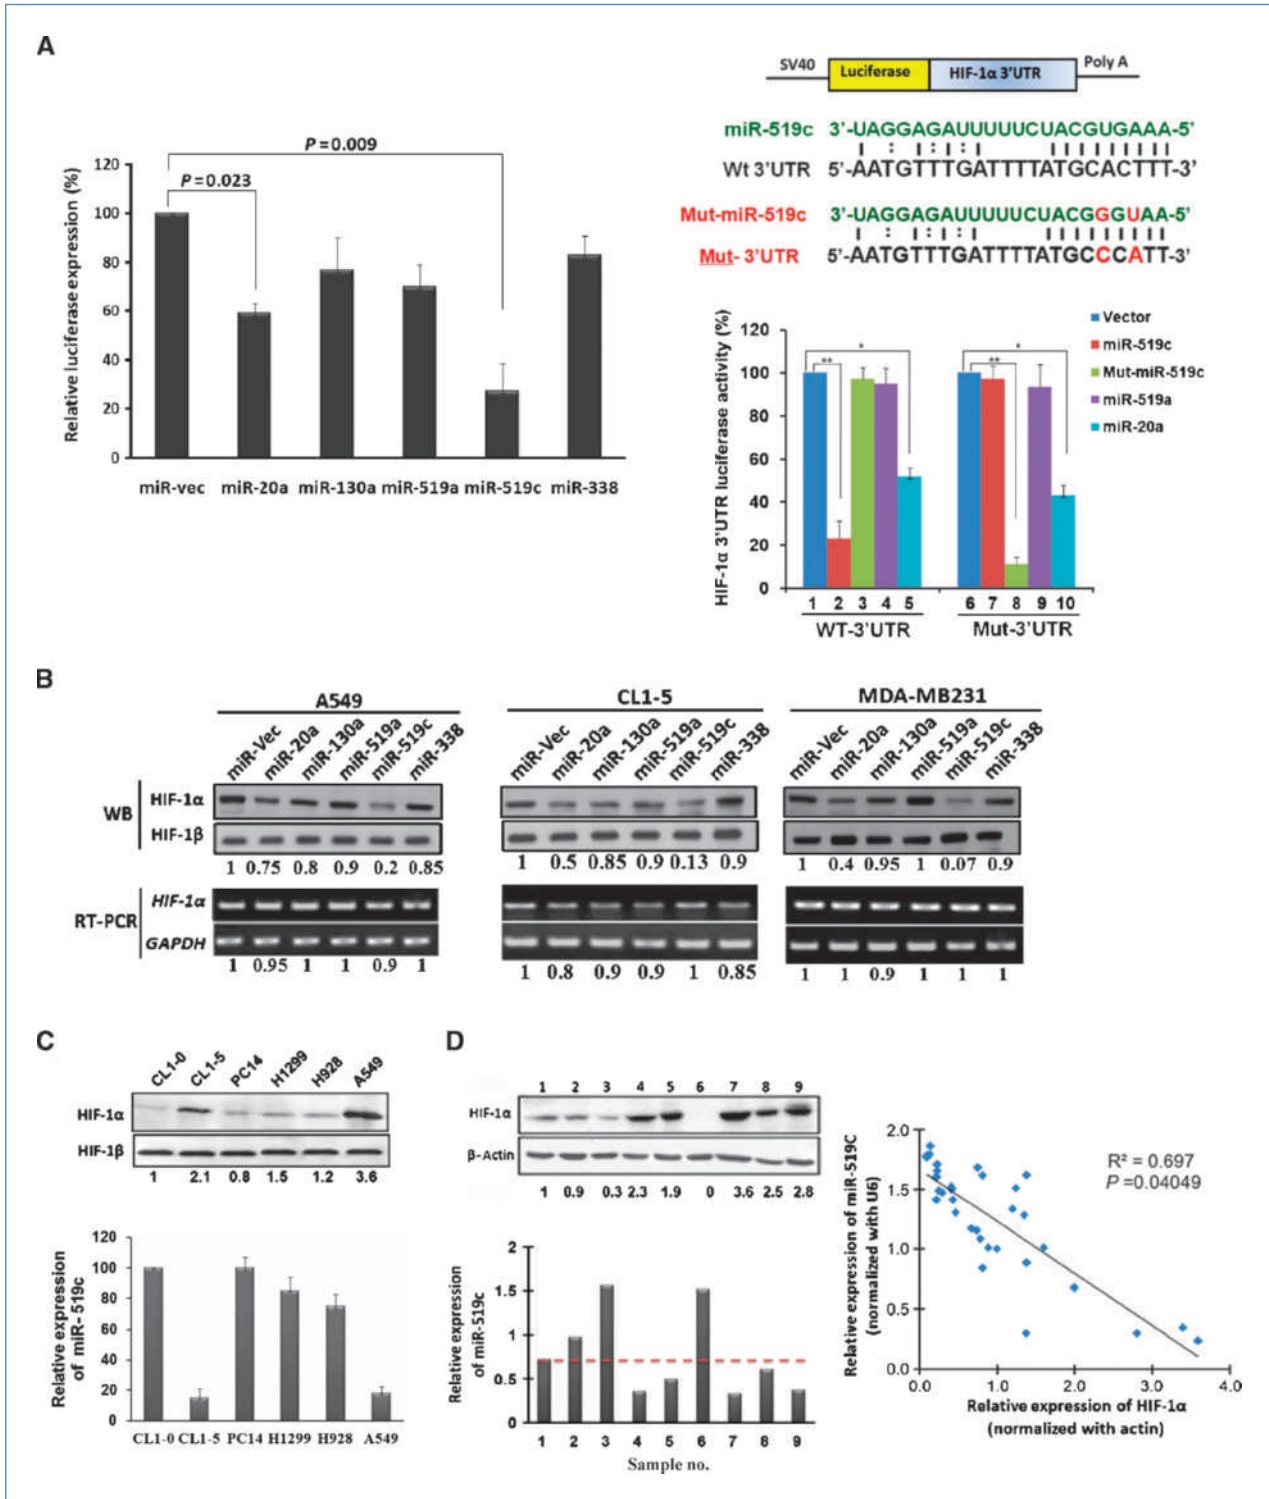 A
P=0.009
P=0.023
Relative luciferase expression (%)
120
100
80
60
40
20
0
miR-vec miR-20a miR-130a miR-519a miR-519c miR-338
SV40 Luciferase HIF-1α 3'UTR Poly A
miR-519c 3'-UAGGAGAUUUUUCUACGUGAAA-5'
Wt 3'UTR 5'-AATGTTTGATTTTATGCACTTT-3'
Mut-miR-519c 3'-UAGGAGAUUUUUCUACGGGUAA-5'
Mut- 3'UTR 5'-AATGTTTGATTTTATGCCCATT-3'
HIF-1α 3'UTR luciferase activity (%)
120
100
80
60
40
20
0
* ** * **
Vector
miR-519c
Mut-miR-519c
miR-519a
miR-20a
1 2 3 4 5 6 7 8 9 10
WT-3'UTR Mut-3'UTR
B
A549 CL1-5 MDA-MB231
miR-Vec miR-20a miR-130a miR-519a miR-519c miR-338 miR-Vec miR-20a miR-130a miR-519a miR-519c miR-338 miR-Vec miR-20a miR-130a miR-519a miR-519c miR-338
WB HIF-1α
HIF-1β
1 0.75 0.8 0.9 0.2 0.85 1 0.5 0.85 0.9 0.13 0.9 1 0.4 0.95 1 0.07 0.9
RT-PCR HIF-1α
GAPDH
1 0.95 1 1 0.9 1 1 0.8 0.9 0.9 1 0.85 1 1 0.9 1 1 1
C
CL1-0 CL1-5 PC14 H1299 H928 A549
HIF-1α
HIF-1β
1 2.1 0.8 1.5 1.2 3.6
Relative expression
of miR-519c
120
100
80
60
40
20
0
CL1-0 CL1-5 PC14 H1299 H928 A549
D
1 2 3 4 5 6 7 8 9
HIF-1α
β-Actin
1 0.9 0.3 2.3 1.9 0 3.6 2.5 2.8
Relative expression
of miR-519c
2
1.5
1
0.5
0
1 2 3 4 5 6 7 8 9
Sample no.
Relative expression of miR-519C
(normalized with U6)
2.0
1.5
1.0
0.5
0.0
R² = 0.697
P =0.04049
0.0 1.0 2.0 3.0 4.0
Relative expression of HIF-1α
(normalized with actin)